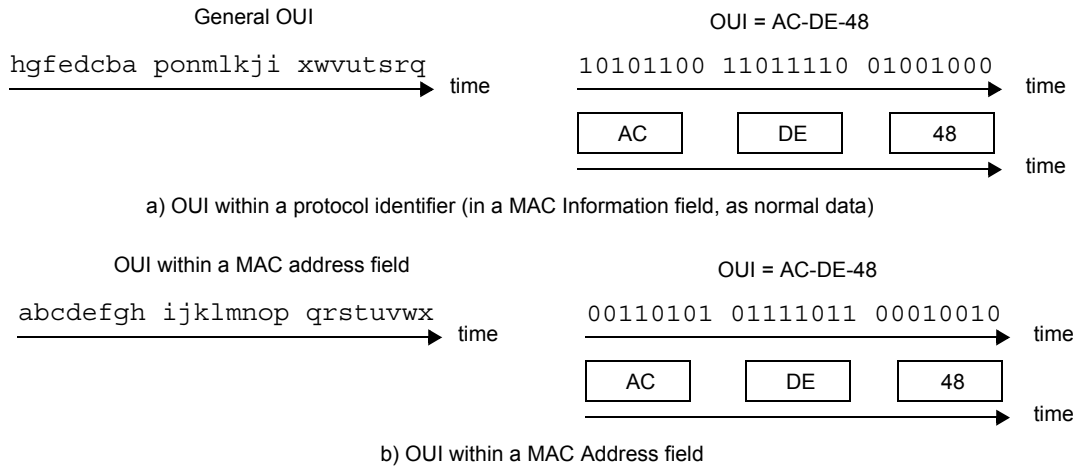 General OUI
OUI = AC-DE-48
hgfedcba ponmlkji xwvutsrq
time
10101100 11011110 01001000
time
AC DE 48
time
a) OUI within a protocol identifier (in a MAC Information field, as normal data)
OUI within a MAC address field
OUI = AC-DE-48
abcdefgh ijklmnop qrstuvwx
time
00110101 01111011 00010010
time
AC DE 48
time
b) OUI within a MAC Address field